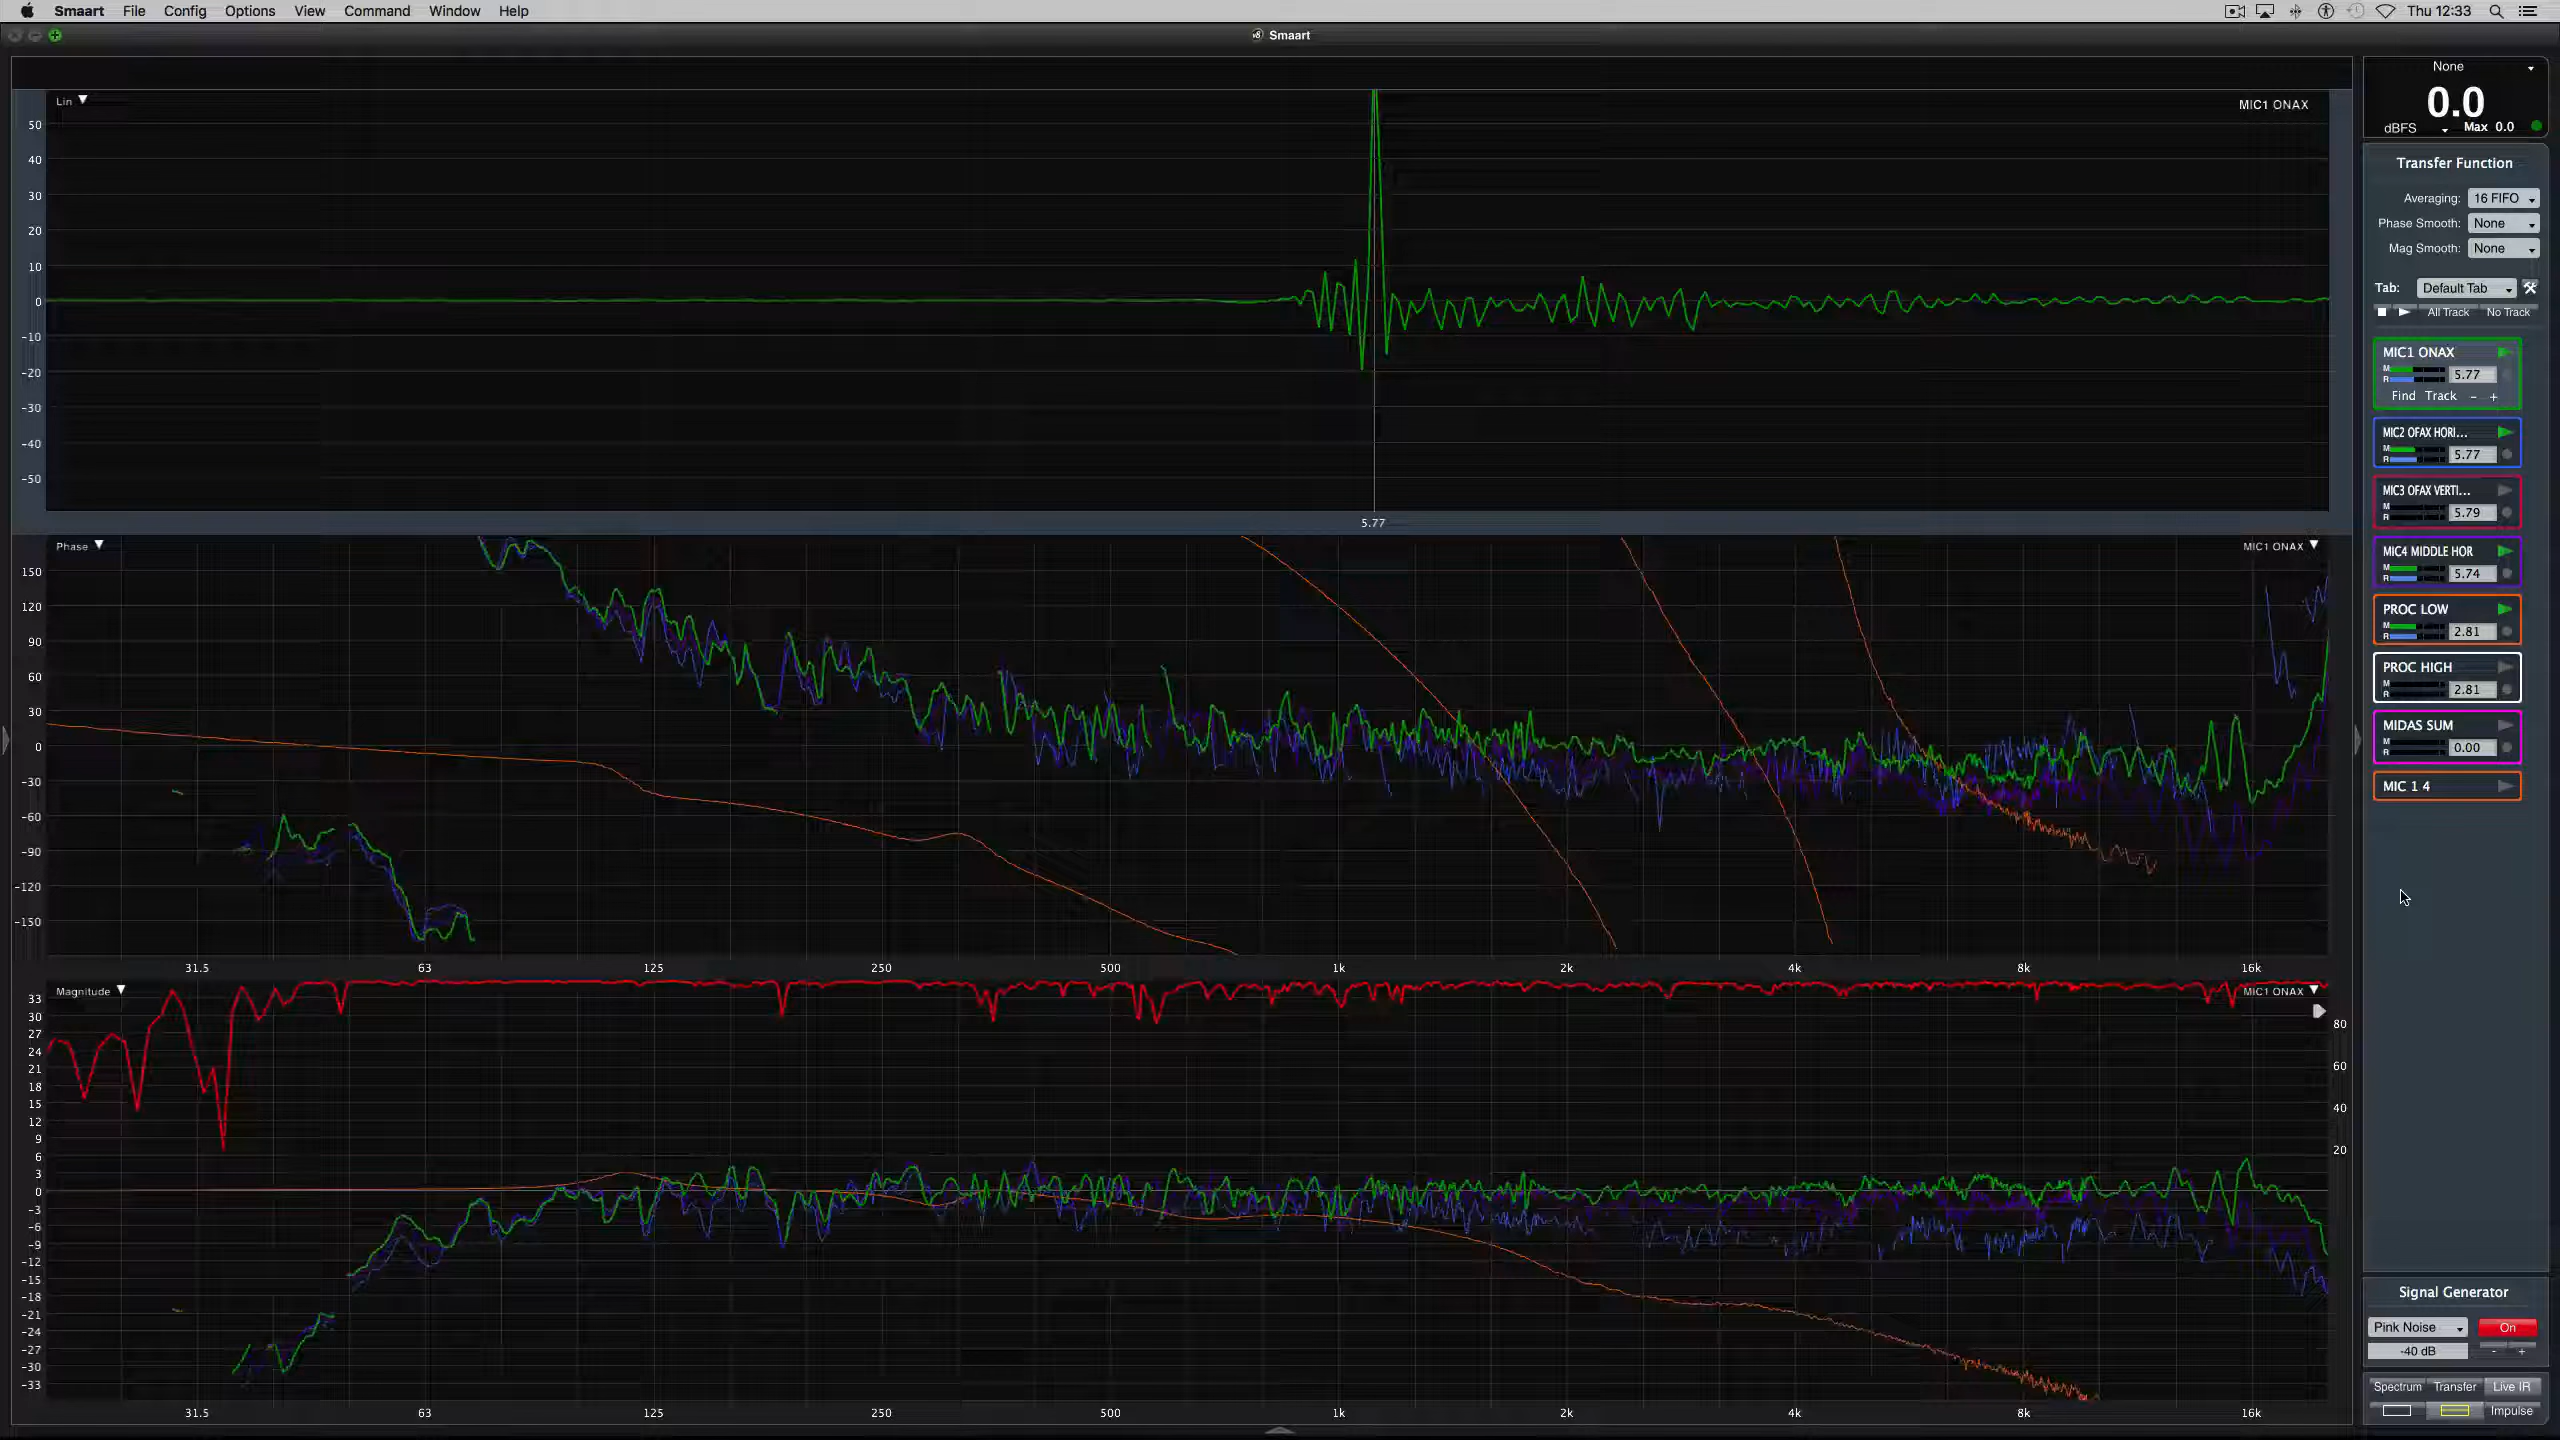 Smaart File Config Options View Command Window Help
Thu 12:33
Smaart
Lin
MIC1 ONAX
50
40
30
20
10
0
-10
-20
-30
-40
-50
5.77
Phase
MIC1 ONAX
150
120
90
60
30
0
-30
-60
-90
-120
-150
31.5 63 125 250 500 1k 2k 4k 8k 16k
Magnitude
MIC1 ONAX
33
30
27
24
21
18
15
12
9
6
3
0
-3
-6
-9
-12
-15
-18
-21
-24
-27
-30
-33
80
60
40
20
31.5 63 125 250 500 1k 2k 4k 8k 16k
None
0.0
dBFS Max 0.0
Transfer Function
Averaging: 16 FIFO
Phase Smooth: None
Mag Smooth: None
Tab: Default Tab
All Track No Track
MIC1 ONAX
M
R
5.77
Find Track - +
MIC2 OFAX HORI...
M
R
5.77
MIC3 OFAX VERTI...
M
R
5.79
MIC4 MIDDLE HOR
M
R
5.74
PROC LOW
M
R
2.81
PROC HIGH
M
R
2.81
MIDAS SUM
M
R
0.00
MIC 1 4
Signal Generator
Pink Noise On
-40 dB - +
Spectrum Transfer Live IR
Impulse